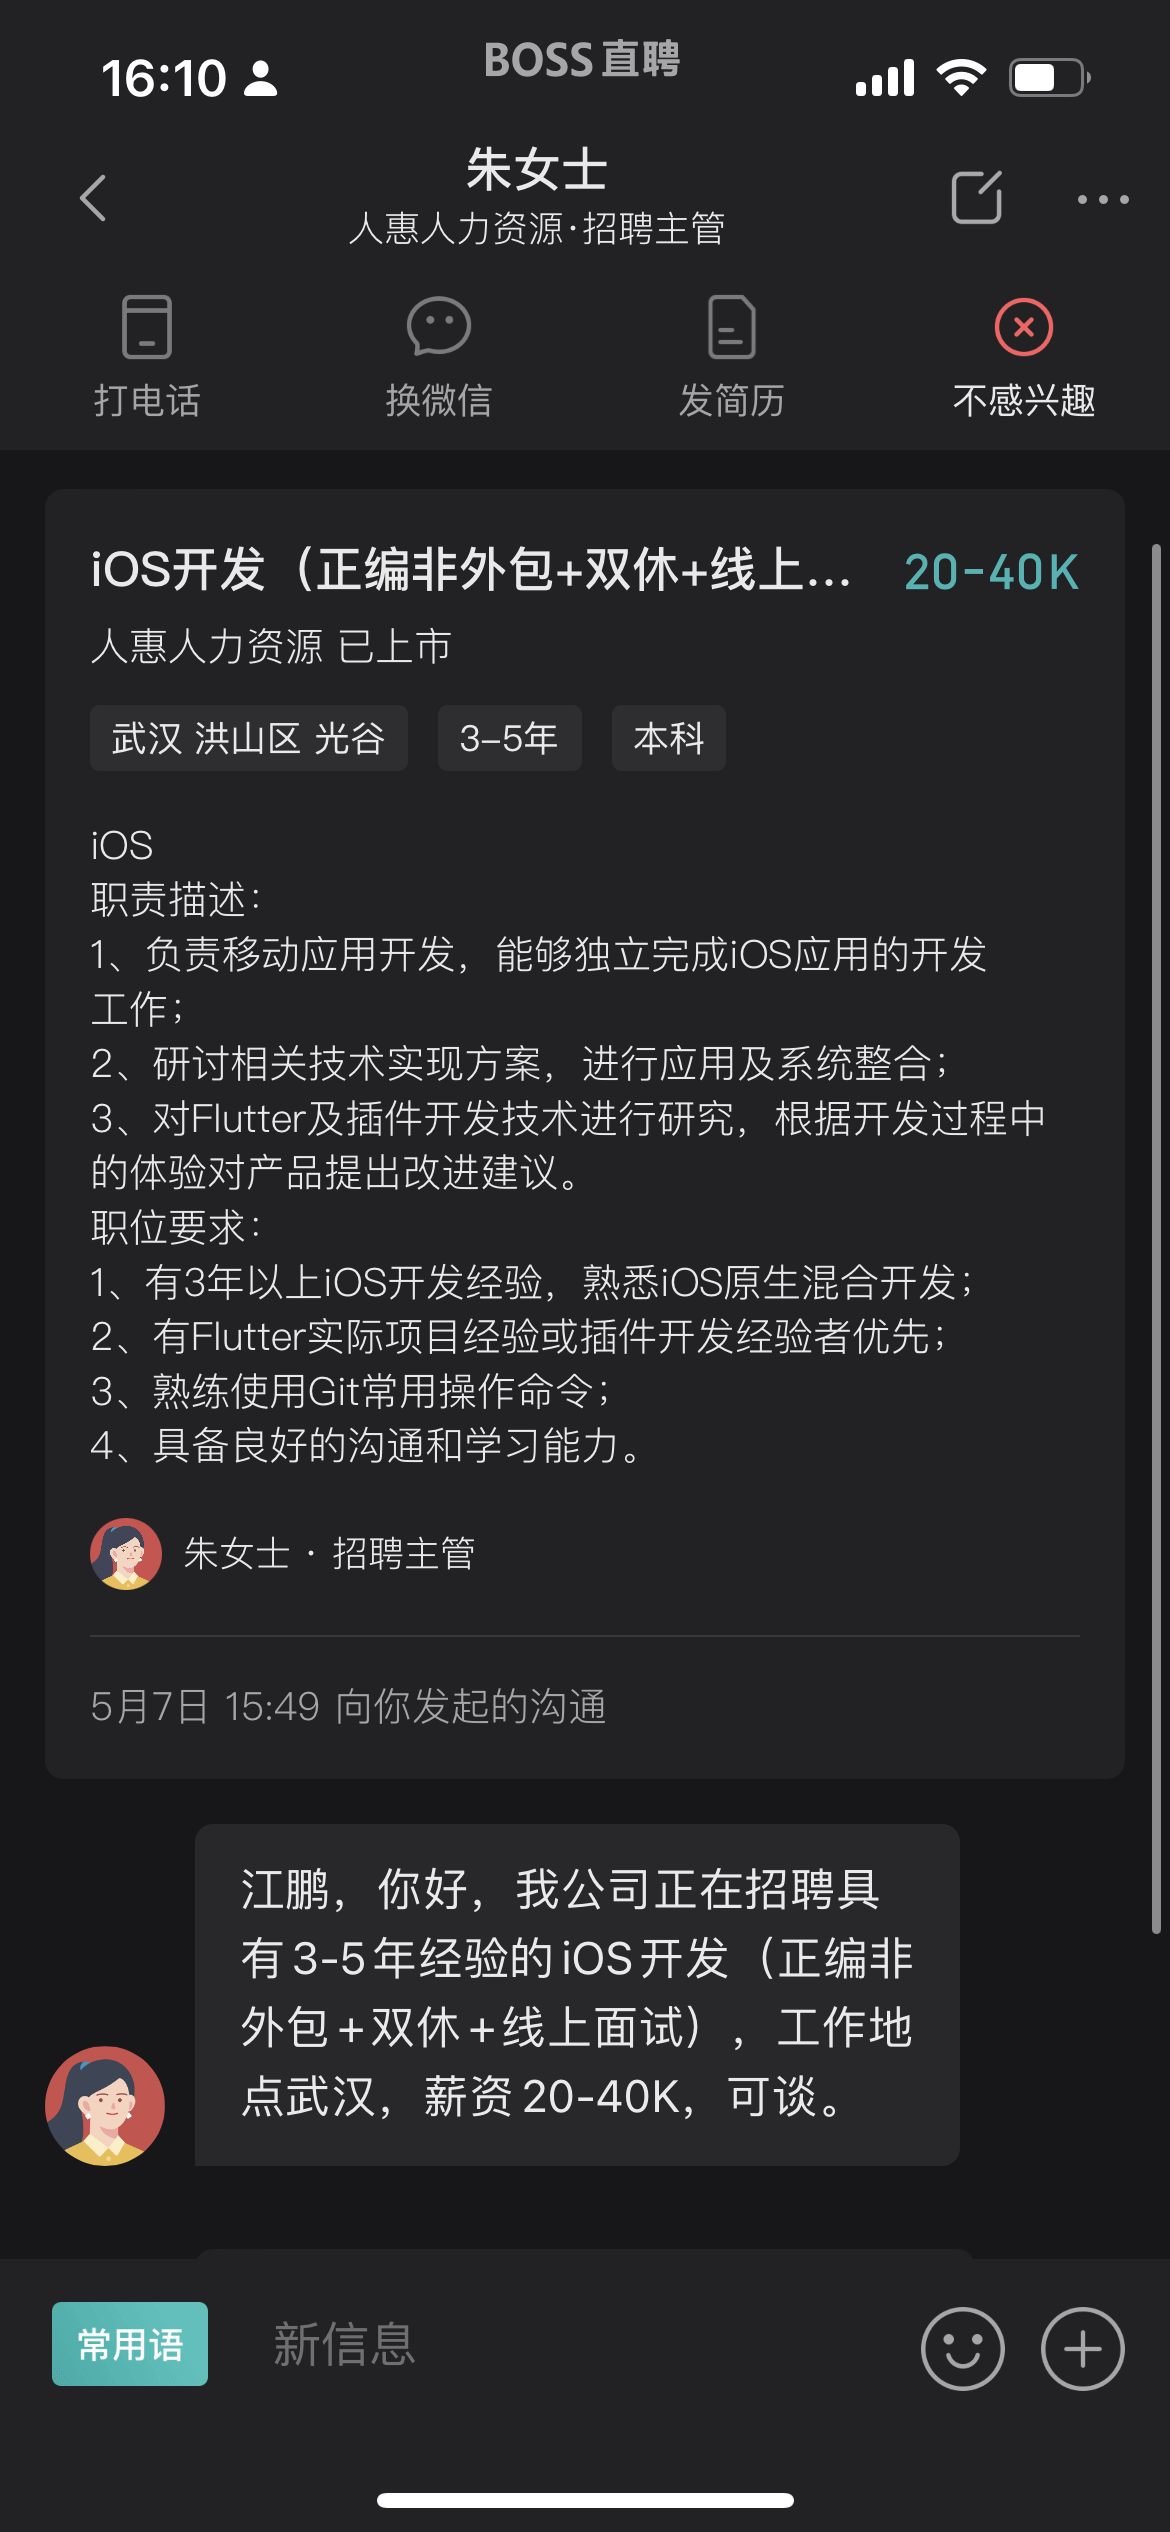 16:10
BOSS 直聘
朱女士
人惠人力资源·招聘主管
打电话
换微信
发简历
不感兴趣
iOS开发（正编非外包+双休+线上... 20-40K
人惠人力资源 已上市
武汉 洪山区 光谷 3-5年 本科
iOS
职责描述：
1、负责移动应用开发，能够独立完成iOS应用的开发
工作；
2、研讨相关技术实现方案，进行应用及系统整合；
3、对Flutter及插件开发技术进行研究，根据开发过程中
的体验对产品提出改进建议。
职位要求：
1、有3年以上iOS开发经验，熟悉iOS原生混合开发；
2、有Flutter实际项目经验或插件开发经验者优先；
3、熟练使用Git常用操作命令；
4、具备良好的沟通和学习能力。
朱女士 · 招聘主管
5月7日 15:49 向你发起的沟通
江鹏，你好，我公司正在招聘具
有3-5年经验的iOS开发（正编非
外包+双休+线上面试），工作地
点武汉，薪资20-40K，可谈。
常用语 新信息